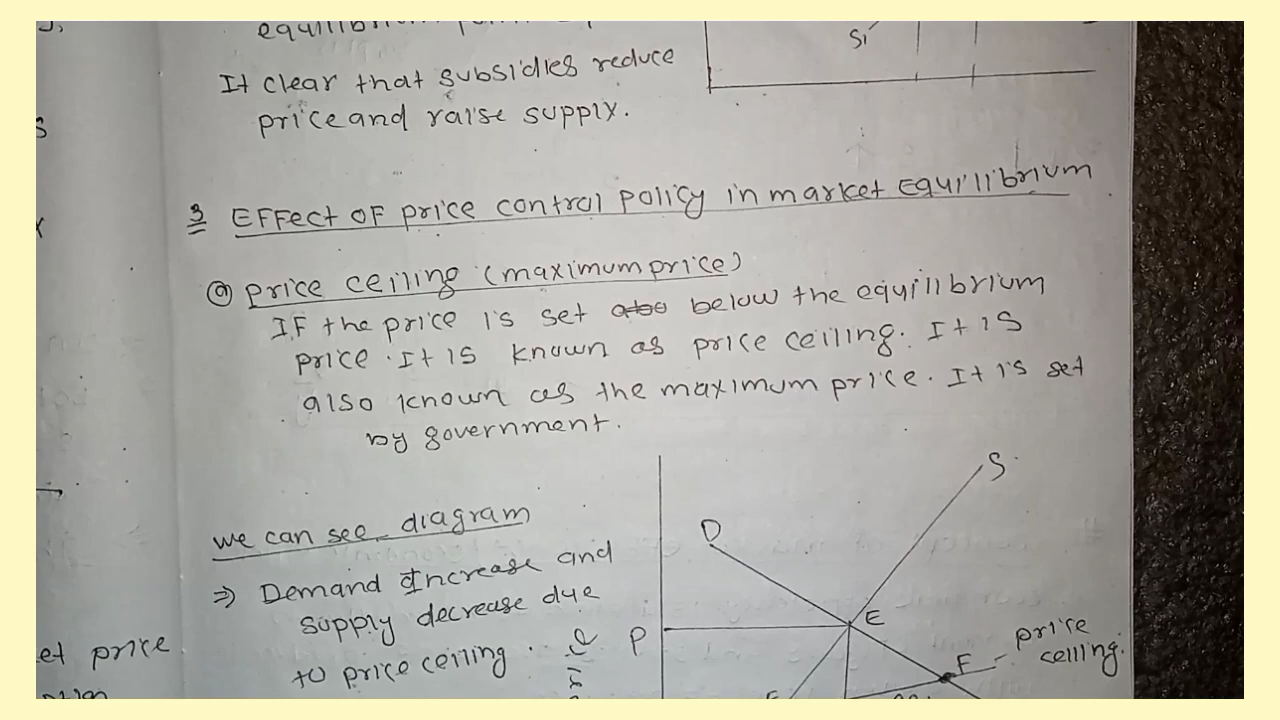 It clear that subsidies reduce
price and raise supply.
S1
3 Effect of price control policy in market Equilibrium
@ price ceiling (maximum price)
If the price is set abo below the equilibrium
price. It is known as price ceiling. It is
also known as the maximum price. It is set
by government.
we can see diagram
⇒ Demand Increase and
supply decrease due
to price ceiling.
S
D
E
P
F
price
ceiling.
et price